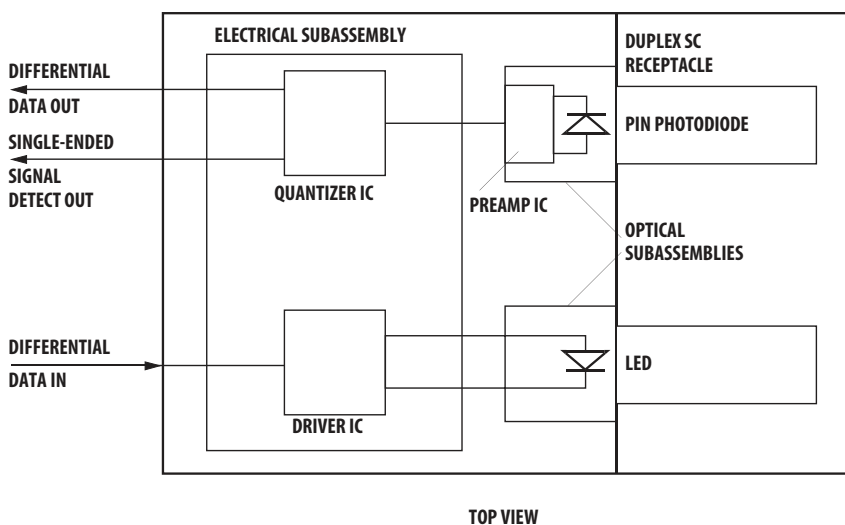 ELECTRICAL SUBASSEMBLY
DUPLEX SC
RECEPTACLE
DIFFERENTIAL
DATA OUT
SINGLE-ENDED
SIGNAL
DETECT OUT
QUANTIZER IC
PREAMP IC
PIN PHOTODIODE
OPTICAL
SUBASSEMBLIES
DIFFERENTIAL
DATA IN
DRIVER IC
LED
TOP VIEW